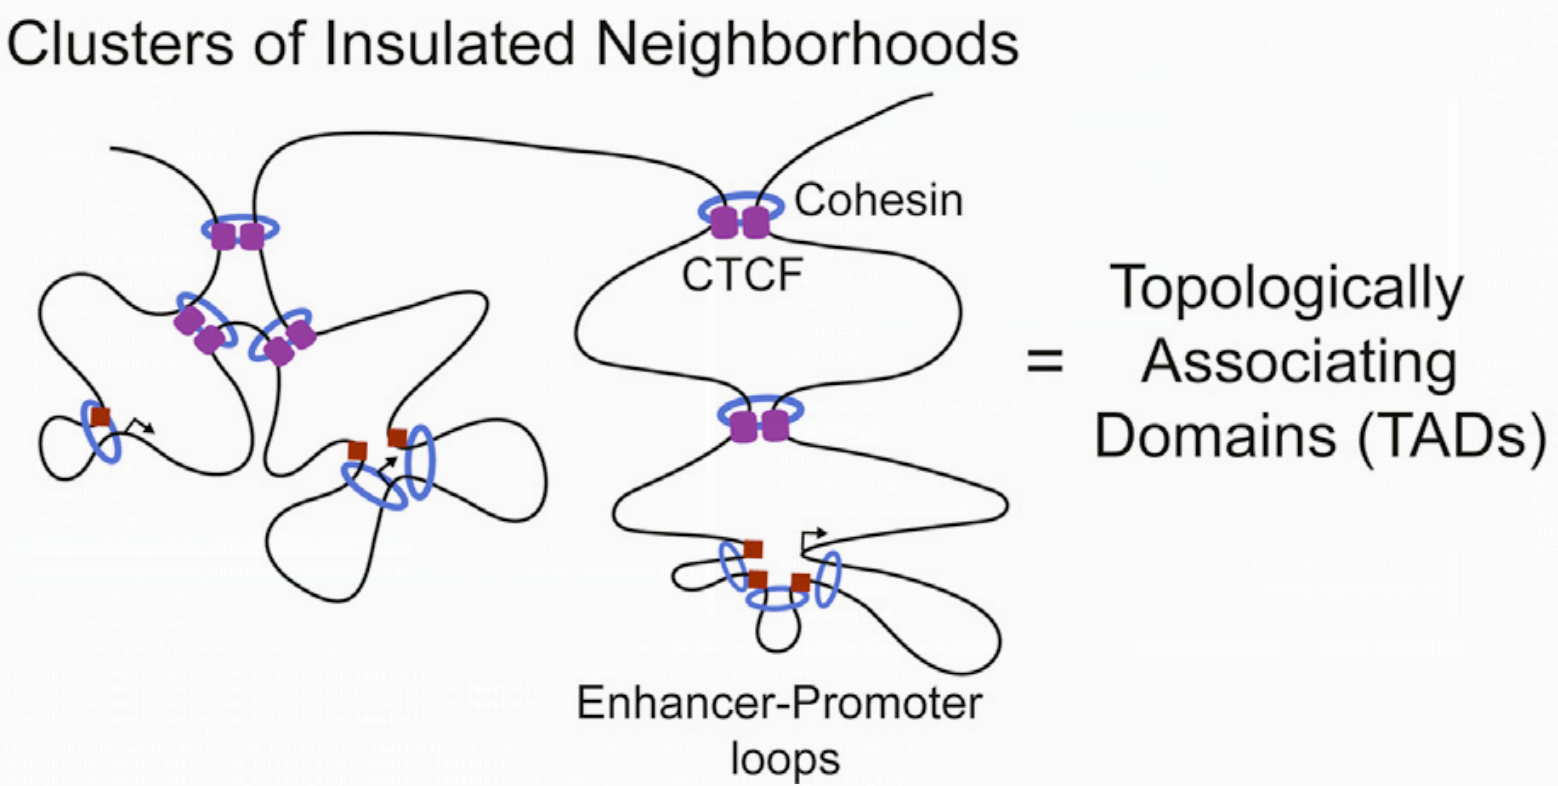 Clusters of Insulated Neighborhoods
Cohesin
CTCF
=
Topologically
Associating
Domains (TADs)
Enhancer-Promoter
loops